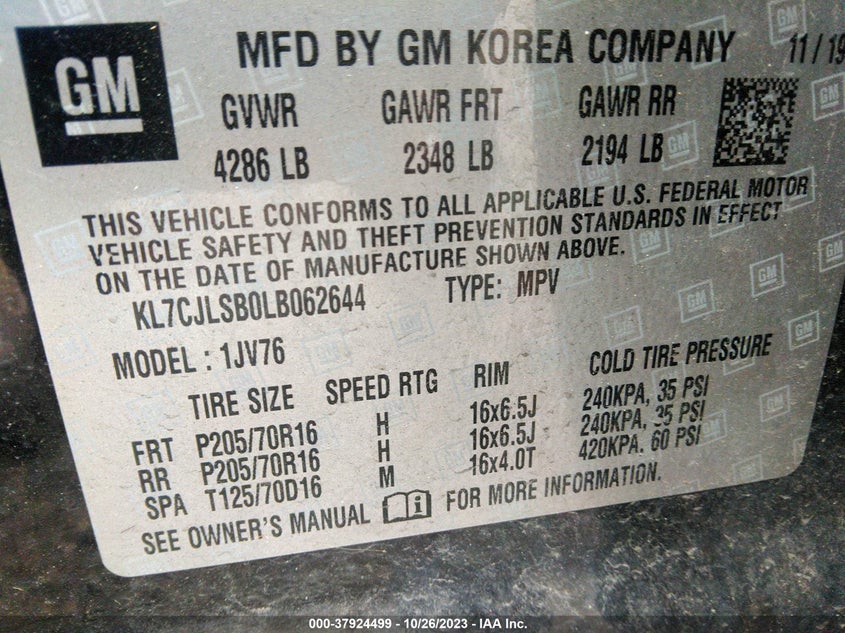 GM
MFD BY GM KOREA COMPANY 11/19
GVWR GAWR FRT GAWR RR
4286 LB 2348 LB 2194 LB
THIS VEHICLE CONFORMS TO ALL APPLICABLE U.S. FEDERAL MOTOR
VEHICLE SAFETY AND THEFT PREVENTION STANDARDS IN EFFECT
ON THE DATE OF MANUFACTURE SHOWN ABOVE.
KL7CJLSB0LB062644 TYPE: MPV
MODEL : 1JV76
TIRE SIZE SPEED RTG RIM COLD TIRE PRESSURE
FRT P205/70R16 H 16x6.5J 240KPA, 35 PSI
RR P205/70R16 H 16x6.5J 240KPA, 35 PSI
SPA T125/70D16 M 16x4.0T 420KPA. 60 PSI
SEE OWNER'S MANUAL FOR MORE INFORMATION.
000-37924499 - 10/26/2023 - IAA Inc.